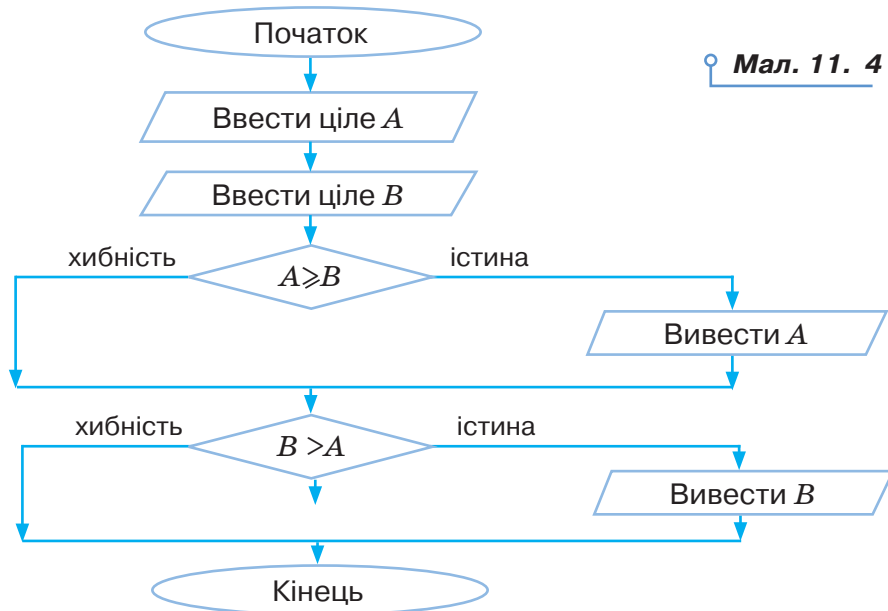 Початок
Мал. 11. 4
Ввести ціле A
Ввести ціле B
хибність
істина
A⩾B
Вивести A
хибність
істина
B >A
Вивести B
Кінець